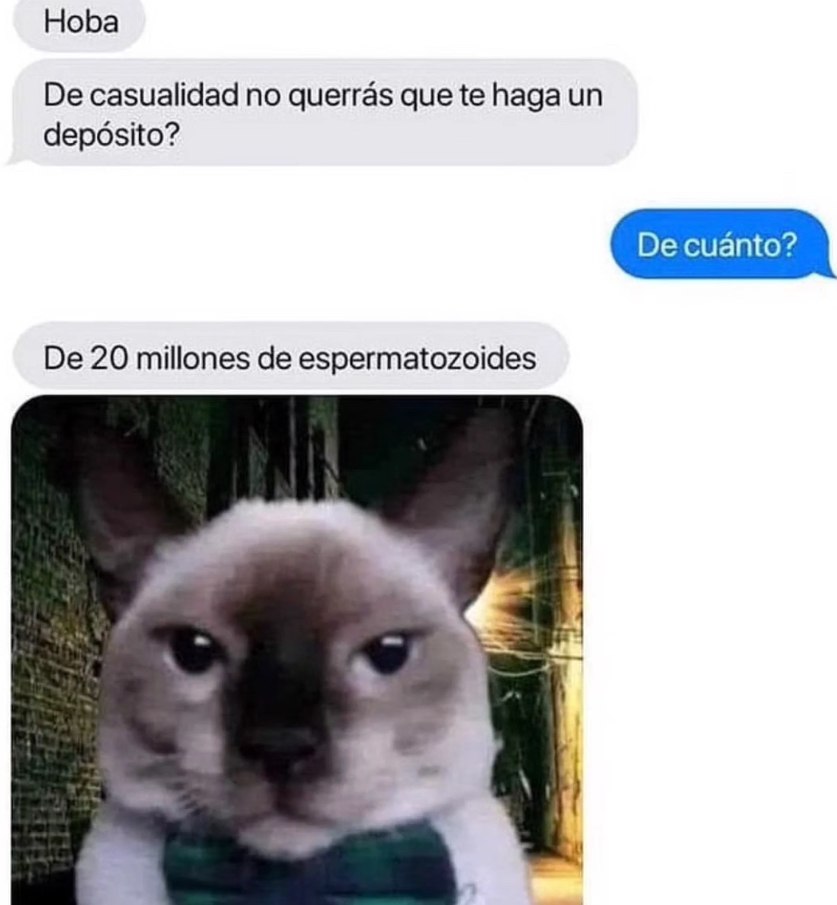 Hoba
De casualidad no querrás que te haga un
depósito?
De cuánto?
De 20 millones de espermatozoides